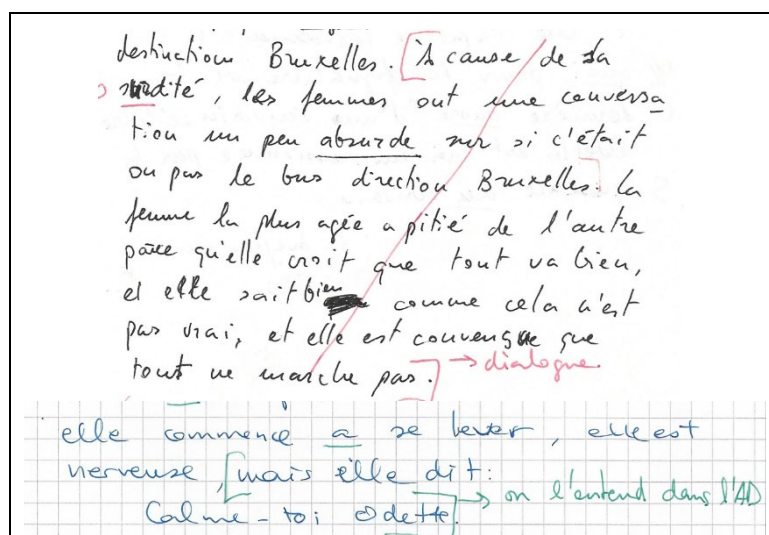 destination Bruxelles. [À cause de sa
surdité, les femmes ont une conversa
tion un peu absurde sur si c'était
ou pas le bus direction Bruxelles. La
femme la plus agée a pitié de l'autre
parce qu'elle croit que tout va bien,
et elle sait bien comme cela n'est
pas vrai, et elle est convenque que
tout ne marche pas.] → dialogue.
elle commence a se lever, elle est
nerveuse, [mais elle dit:
Calme-toi Odette.] → on l'entend dans l'AD